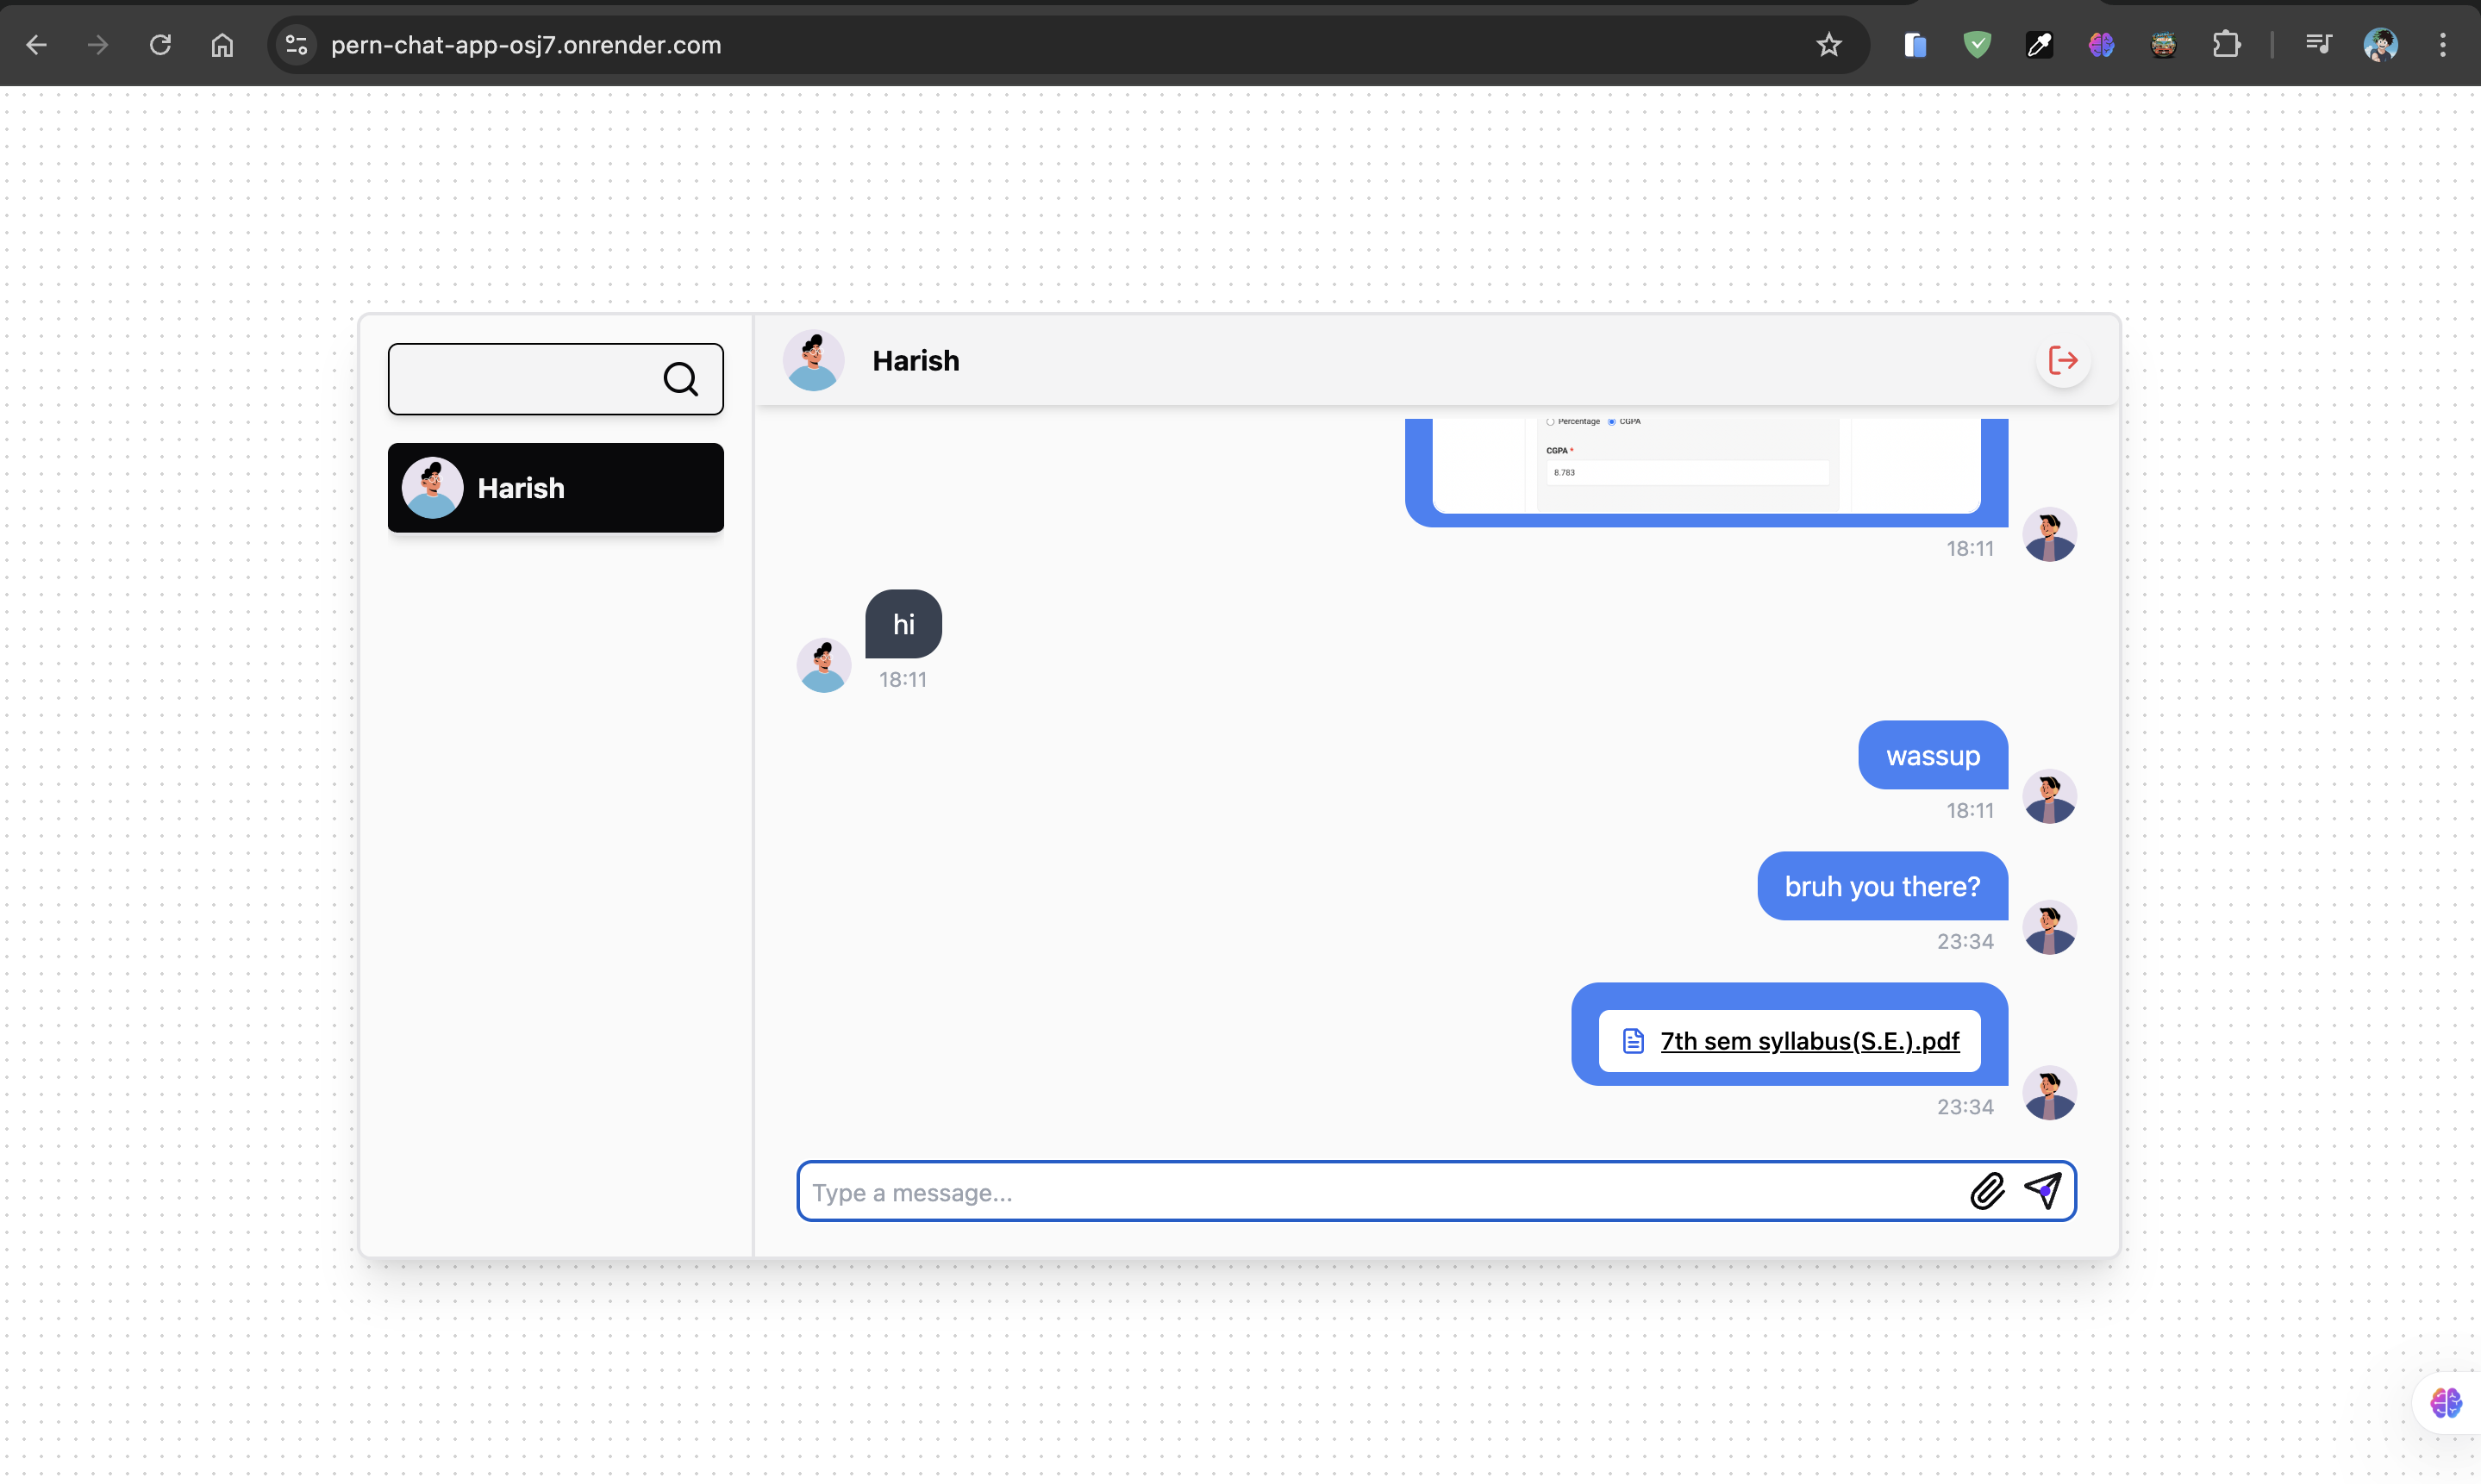 pern-chat-app-osj7.onrender.com
Harish
Harish
Percentage CGPA
CGPA *
8.783
18:11
hi
18:11
wassup
18:11
bruh you there?
23:34
7th sem syllabus(S.E.).pdf
23:34
Type a message...